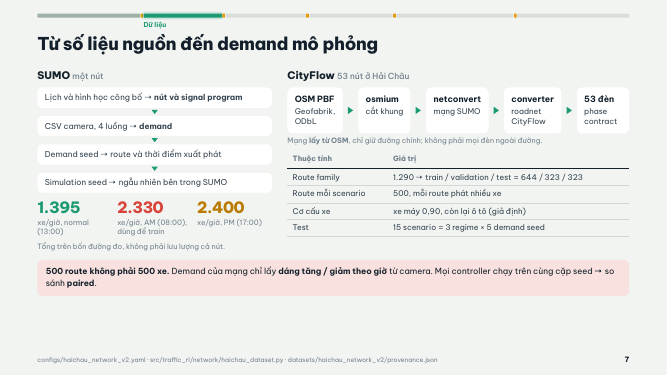 Dữ liệu
Từ số liệu nguồn đến demand mô phỏng
SUMO một nút
Lịch và hình học công bố → nút và signal program
CSV camera, 4 luồng → demand
Demand seed → route và thời điểm xuất phát
Simulation seed → ngẫu nhiên bên trong SUMO
1.395
xe/giờ, normal
(13:00)
2.330
xe/giờ, AM (08:00),
dùng để train
2.400
xe/giờ, PM (17:00)
Tổng trên bốn đường đo, không phải lưu lượng cả nút.
CityFlow 53 nút ở Hải Châu
OSM PBF
Geofabrik,
ODbL
osmium
cắt khung
netconvert
mạng SUMO
converter
roadnet
CityFlow
53 đèn
phase
contract
Mạng lấy từ OSM, chỉ giữ đường chính; không phải mọi đèn ngoài đường.
Thuộc tính Giá trị
Route family 1.290 → train / validation / test = 644 / 323 / 323
Route mỗi scenario 500, mỗi route phát nhiều xe
Cơ cấu xe xe máy 0,90, còn lại ô tô (giả định)
Test 15 scenario = 3 regime × 5 demand seed
500 route không phải 500 xe. Demand của mạng chỉ lấy dáng tăng / giảm theo giờ từ camera. Mọi controller chạy trên cùng cặp seed → so
sánh paired.
configs/haichau_network_v2.yaml · src/traffic_rl/network/haichau_dataset.py · datasets/haichau_network_v2/provenance.json
7